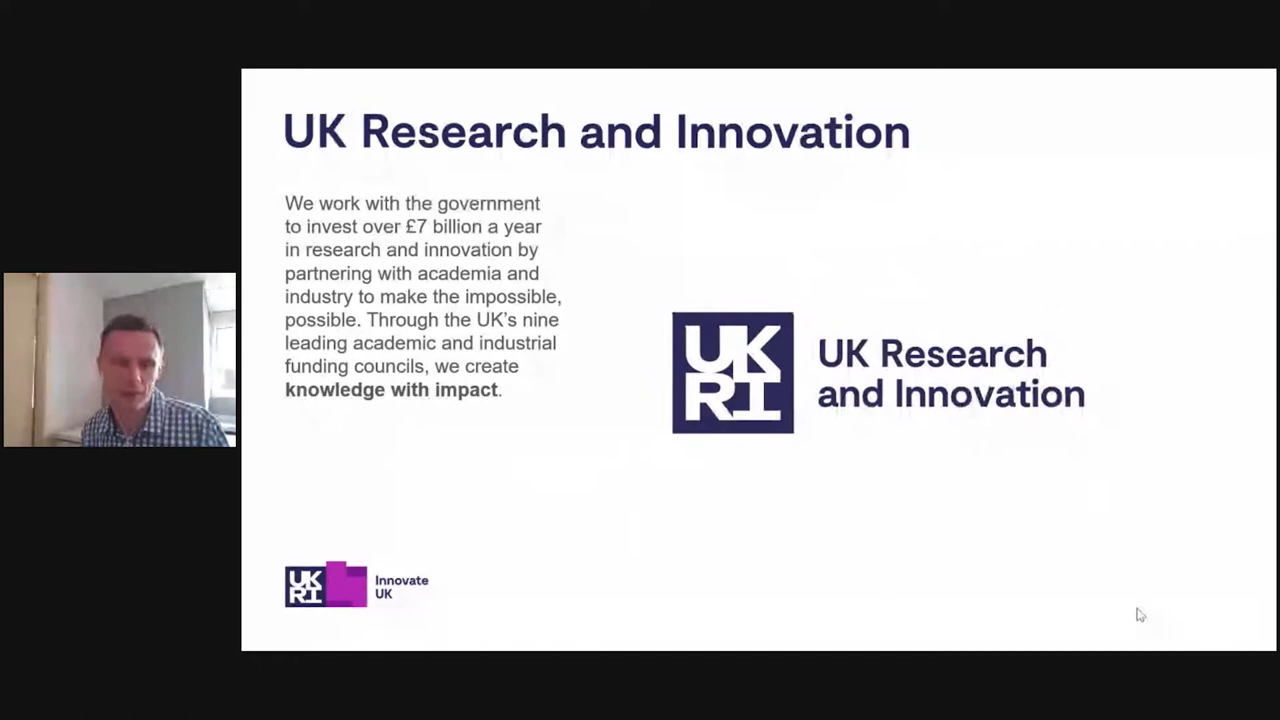 UK Research and Innovation
We work with the government
to invest over £7 billion a year
in research and innovation by
partnering with academia and
industry to make the impossible,
possible. Through the UK’s nine
leading academic and industrial
funding councils, we create
knowledge with impact.
UK
RI
UK Research
and Innovation
UK
RI
Innovate
UK